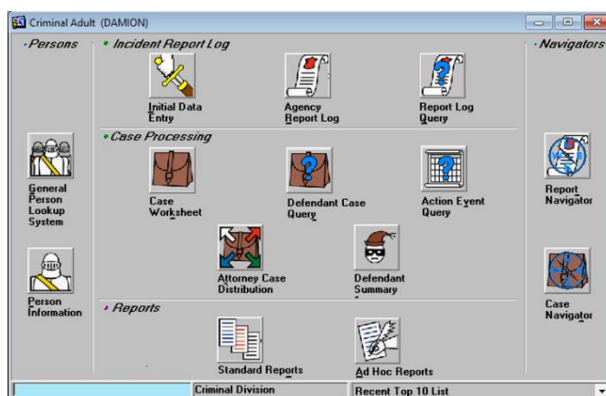 Criminal Adult (DAMION)
Persons
Incident Report Log
Navigators
Initial Data
Entry
Agency
Report Log
Report Log
Query
Case Processing
General
Person
Lookup
System
Case
Worksheet
Defendant Case
Query
Action Event
Query
Report
Navigator
Attorney Case
Distribution
Defendant
Summary
Person
Information
Case
Navigator
Reports
Standard Reports
Ad Hoc Reports
Criminal Division
Recent Top 10 List